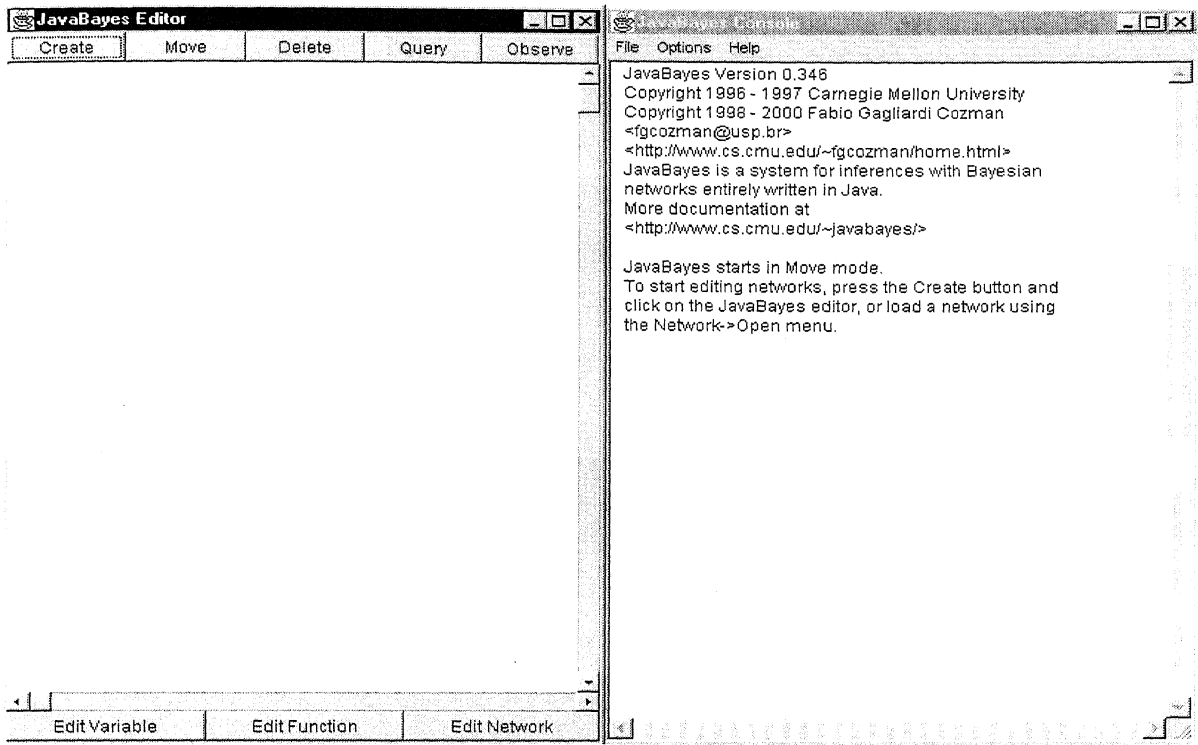 JavaBayes Editor
Create Move Delete Query Observe
Edit Variable Edit Function Edit Network
JavaBayes Console
File Options Help
JavaBayes Version 0.346
Copyright 1996 - 1997 Carnegie Mellon University
Copyright 1998 - 2000 Fabio Gagliardi Cozman
<fgcozman@usp.br>
<http://www.cs.cmu.edu/~fgcozman/home.html>
JavaBayes is a system for inferences with Bayesian
networks entirely written in Java.
More documentation at
<http://www.cs.cmu.edu/~javabayes/>
JavaBayes starts in Move mode.
To start editing networks, press the Create button and
click on the JavaBayes editor, or load a network using
the Network->Open menu.